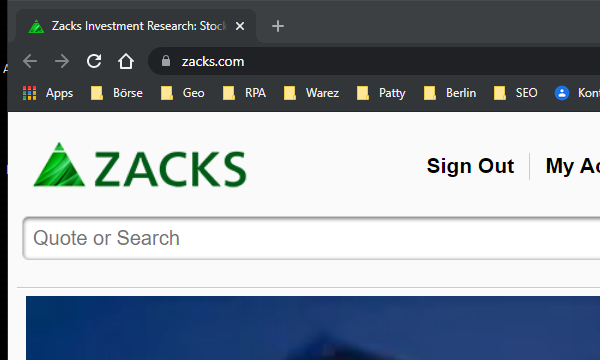 Zacks Investment Research: Stock
zacks.com
Apps Börse Geo RPA Warez Patty Berlin SEO Kont
ZACKS
Sign Out My Ac
Quote or Search